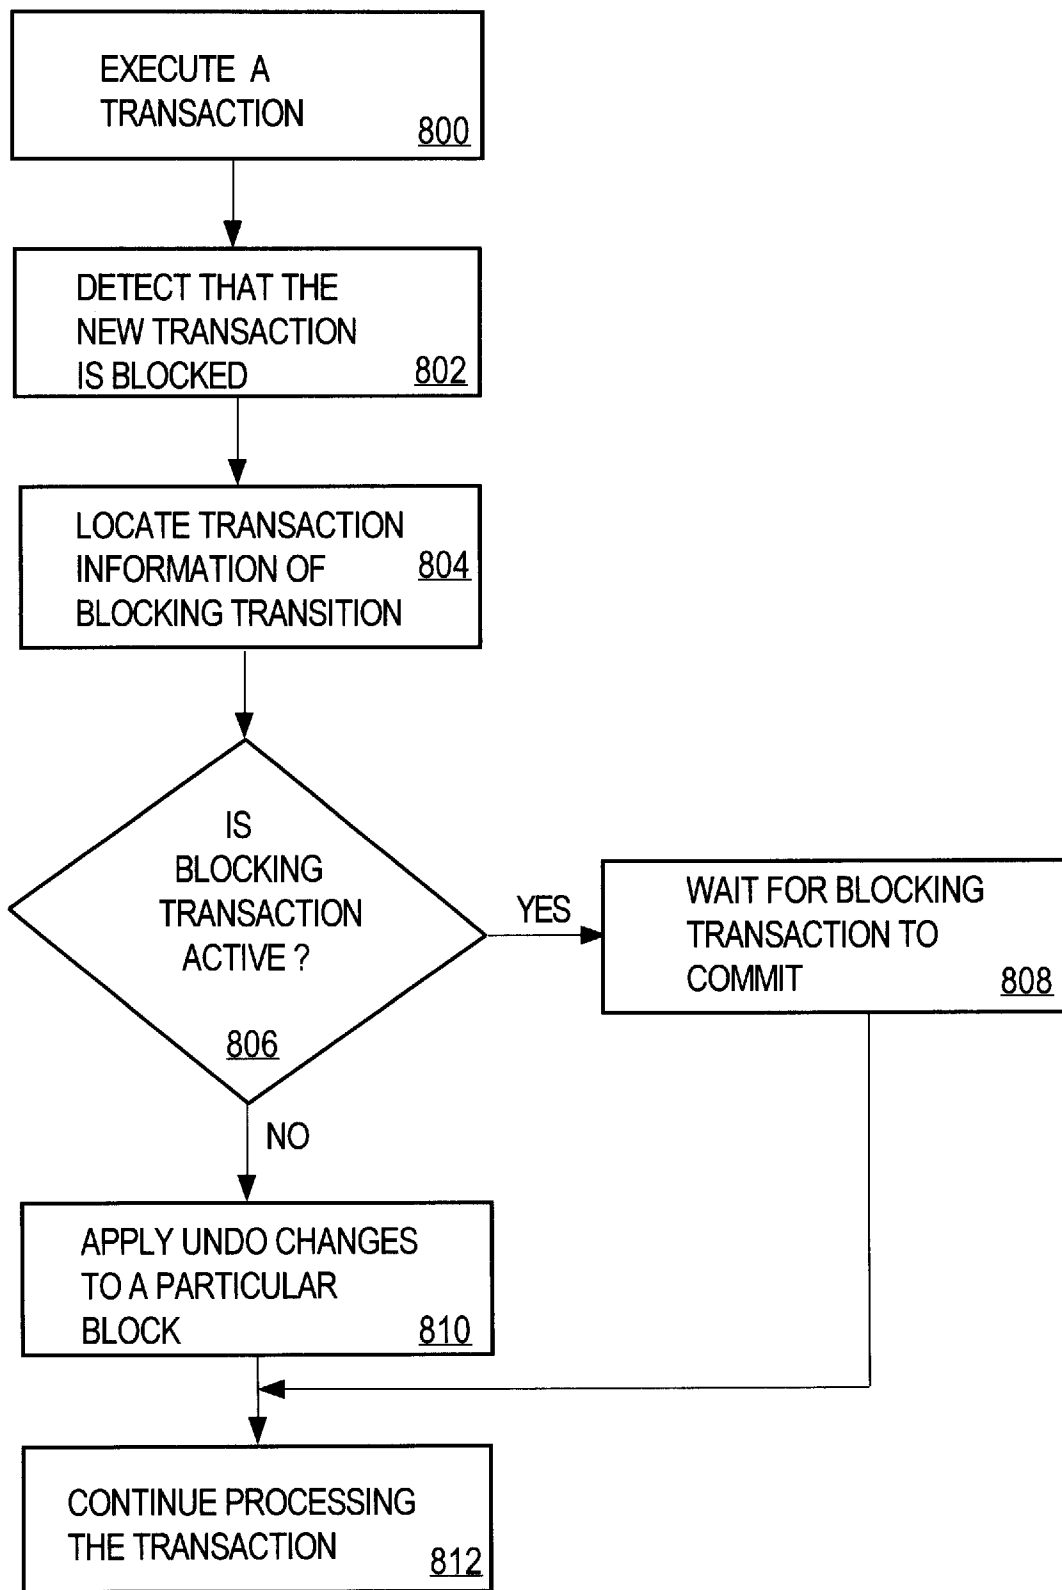 EXECUTE A
TRANSACTION
800
DETECT THAT THE
NEW TRANSACTION
IS BLOCKED
802
LOCATE TRANSACTION
INFORMATION OF
804
BLOCKING TRANSITION
IS
BLOCKING
TRANSACTION
ACTIVE ?
806
YES
WAIT FOR BLOCKING
TRANSACTION TO
COMMIT
808
NO
APPLY UNDO CHANGES
TO A PARTICULAR
BLOCK
810
CONTINUE PROCESSING
THE TRANSACTION
812